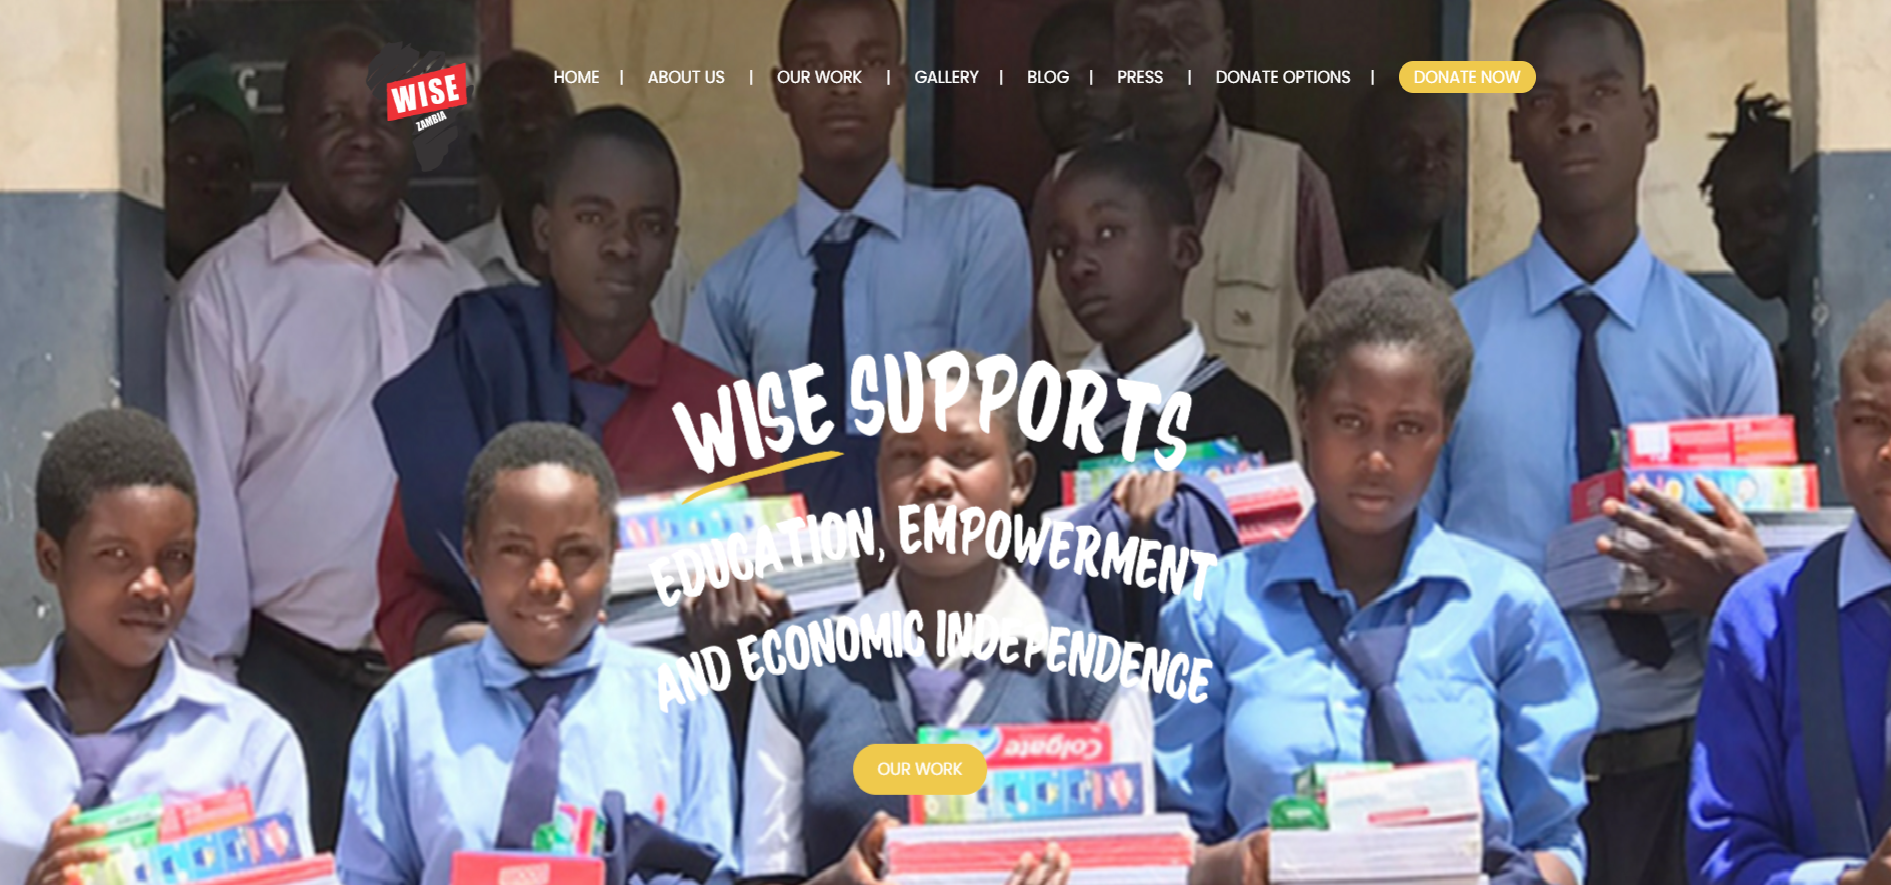 WISE
ZAMBIA
HOME | ABOUT US | OUR WORK | GALLERY | BLOG | PRESS | DONATE OPTIONS | DONATE NOW
WISE SUPPORTS
EDUCATION, EMPOWERMENT
AND ECONOMIC INDEPENDENCE
Colgate
OUR WORK